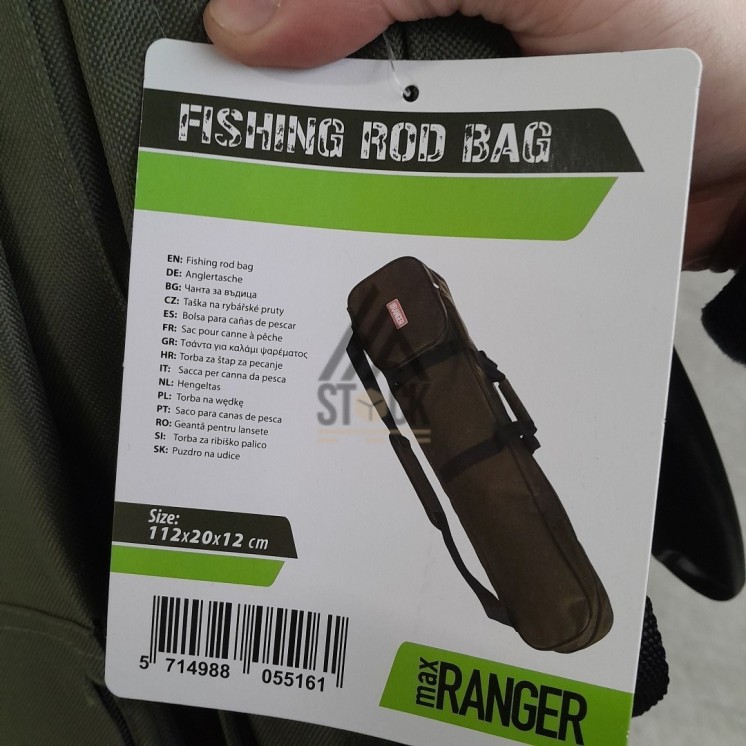 FISHING ROD BAG
EN: Fishing rod bag
DE: Anglertasche
BG: Чанта за въдица
CZ: Taška na rybářské pruty
ES: Bolsa para cañas de pescar
FR: Sac pour canne à pêche
GR: Τσάντα για καλάμι ψαρέματος
HR: Torba za štap za pecanje
IT: Sacca per canna da pesca
NL: Hengeltas
PL: Torba na wędkę
PT: Saco para canas de pesca
RO: Geantă pentru lansete
SI: Torba za ribiško palico
SK: Puzdro na udice
RANGER
STOCK
Size:
112x20x12 cm
5 714988 055161
max RANGER